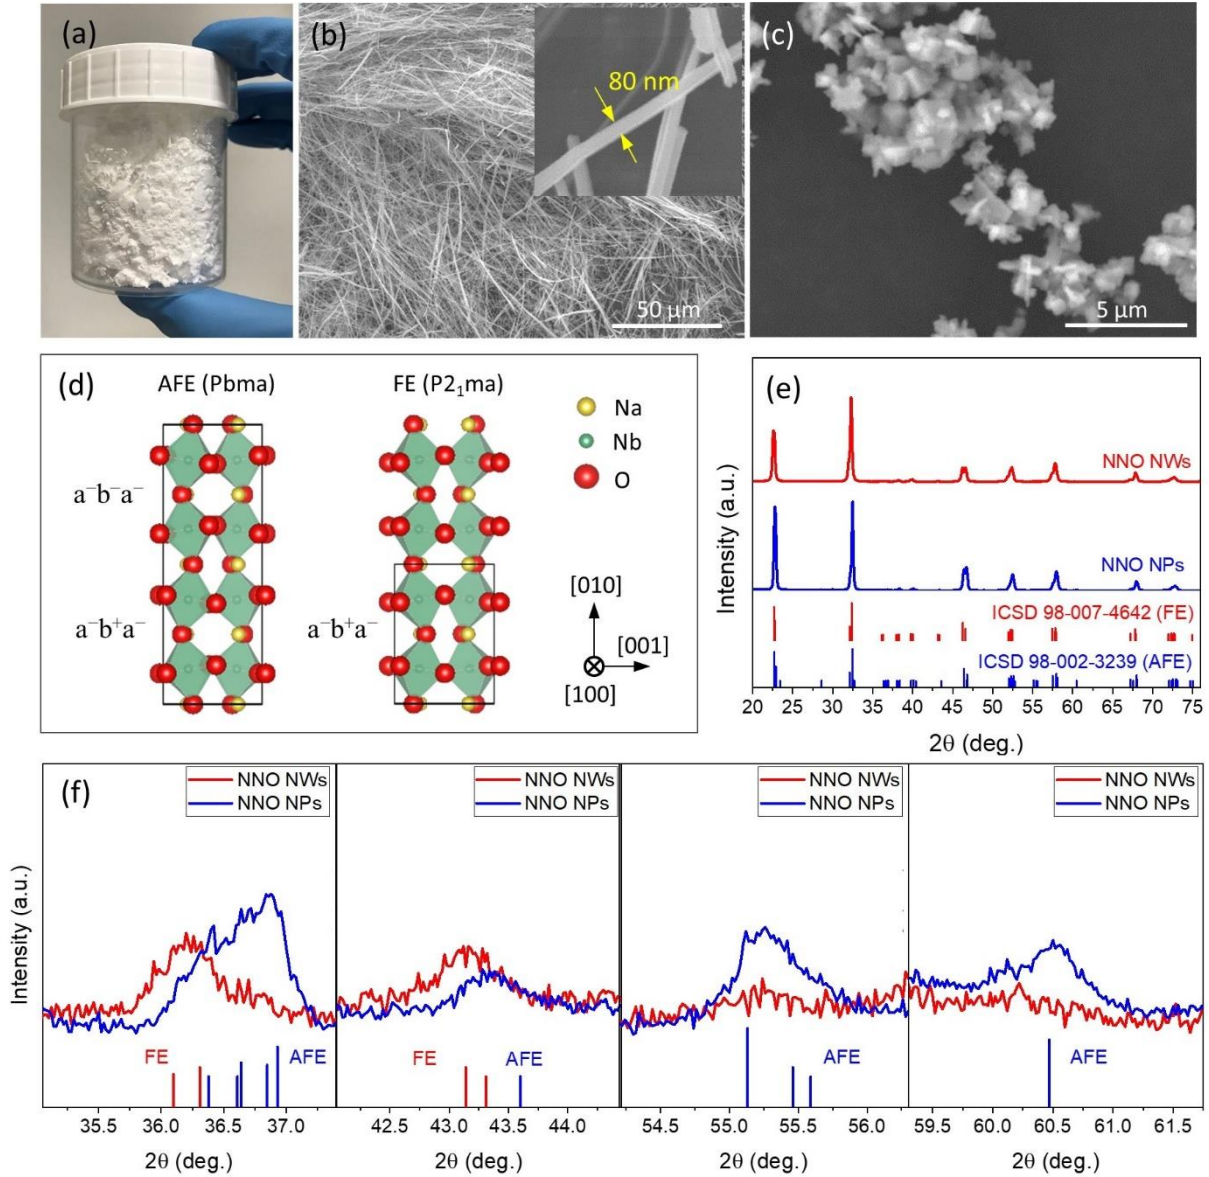 (a)
(b)
80 nm
50 μm
(c)
5 μm
(d)
AFE (Pbma)
FE (P2₁ma)
Na
Nb
O
a⁻b⁻a⁻
a⁻b⁺a⁻
a⁻b⁺a⁻
[010]
[001]
[100]
(e)
Intensity (a.u.)
NNO NWs
NNO NPs
ICSD 98-007-4642 (FE)
ICSD 98-002-3239 (AFE)
20 25 30 35 40 45 50 55 60 65 70 75
2θ (deg.)
(f)
Intensity (a.u.)
NNO NWs
NNO NPs
FE
AFE
35.5 36.0 36.5 37.0
2θ (deg.)
NNO NWs
NNO NPs
FE
AFE
42.5 43.0 43.5 44.0
2θ (deg.)
NNO NWs
NNO NPs
AFE
54.5 55.0 55.5 56.0
2θ (deg.)
NNO NWs
NNO NPs
AFE
59.5 60.0 60.5 61.0 61.5
2θ (deg.)